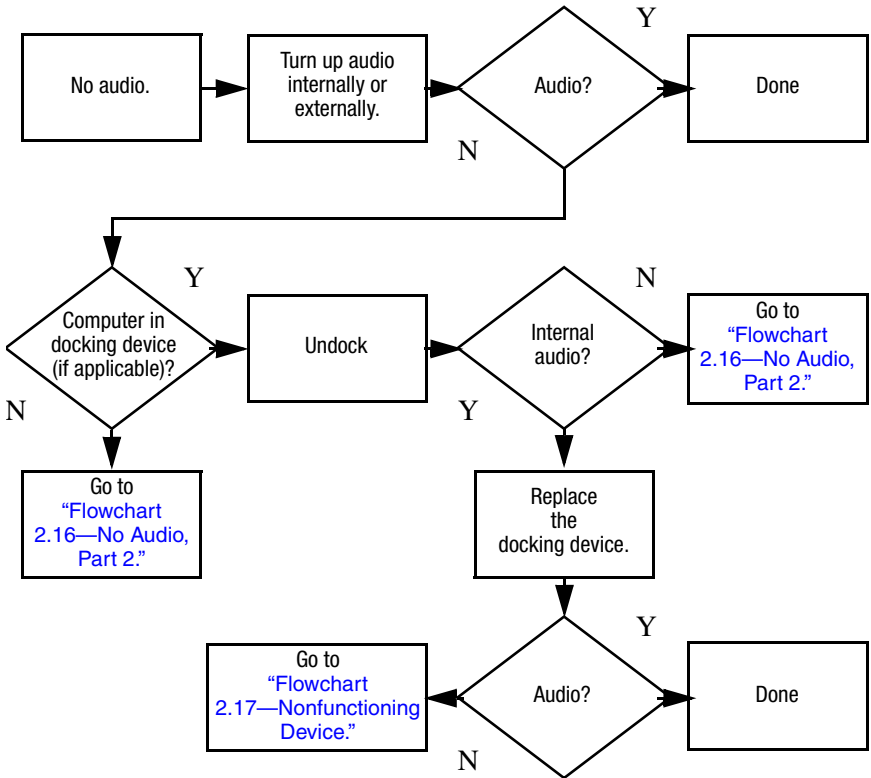 Y
No audio.
Turn up audio
internally or
externally.
Audio?
Done
N
Y
N
Computer in
docking device
(if applicable)?
Undock
Internal
audio?
Go to
“Flowchart
2.16—No Audio,
Part 2.”
N
Y
Go to
“Flowchart
2.16—No Audio,
Part 2.”
Replace
the
docking device.
Y
Go to
“Flowchart
2.17—Nonfunctioning
Device.”
Audio?
Done
N